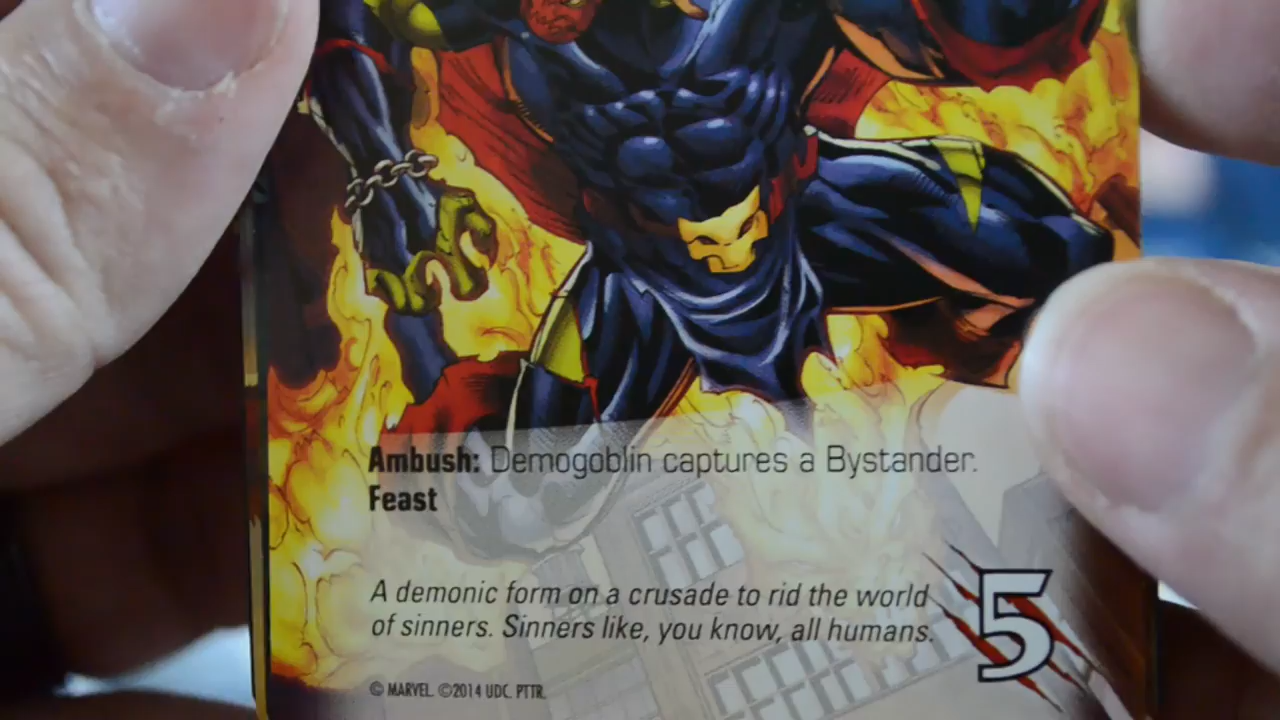 Ambush: Demogoblin captures a Bystander.
Feast
A demonic form on a crusade to rid the world
of sinners. Sinners like, you know, all humans.
5
© MARVEL. ©2014 UDC. PTTR.